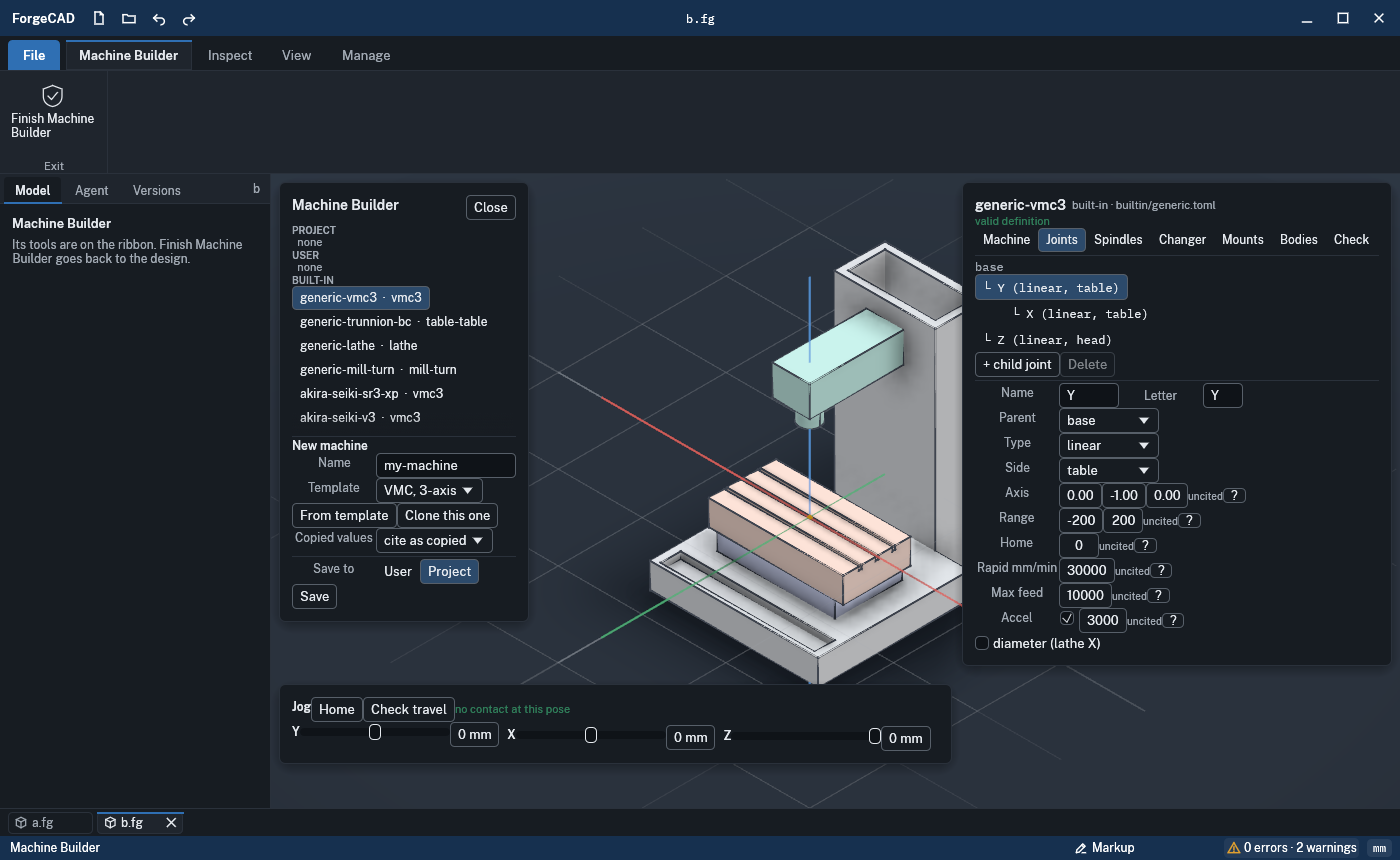 ForgeCAD
b.fg
File
Machine Builder
Inspect
View
Manage
Finish Machine
Builder
Exit
Model
Agent
Versions
b
Machine Builder
Its tools are on the ribbon. Finish Machine
Builder goes back to the design.
Machine Builder
Close
PROJECT
none
USER
none
BUILT-IN
generic-vmc3 · vmc3
generic-trunnion-bc · table-table
generic-lathe · lathe
generic-mill-turn · mill-turn
akira-seiki-sr3-xp · vmc3
akira-seiki-v3 · vmc3
New machine
Name my-machine
Template VMC, 3-axis
From template Clone this one
Copied values cite as copied
Save to User Project
Save
generic-vmc3 built-in · builtin/generic.toml
valid definition
Machine Joints Spindles Changer Mounts Bodies Check
base
└ Y (linear, table)
└ X (linear, table)
└ Z (linear, head)
+ child joint Delete
Name Y Letter Y
Parent base
Type linear
Side table
Axis 0.00 -1.00 0.00 uncited ?
Range -200 200 uncited ?
Home 0 uncited ?
Rapid mm/min 30000 uncited ?
Max feed 10000 uncited ?
Accel 3000 uncited ?
diameter (lathe X)
Jog Home Check travel no contact at this pose
Y 0 mm X 0 mm Z 0 mm
a.fg
b.fg
Machine Builder
Markup
0 errors · 2 warnings
mm